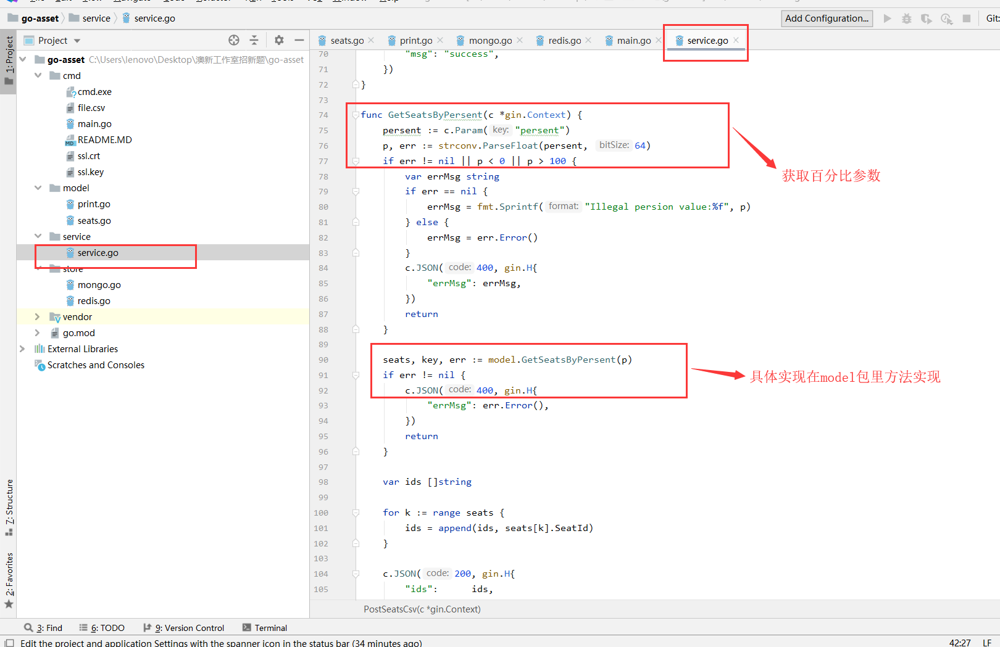 go-asset service service.go Add Configuration... Git:
1: Project
Project
go-asset C:\Users\lenovo\Desktop\澳新工作室招新题\go-asset
cmd
cmd.exe
file.csv
main.go
README.MD
ssl.crt
ssl.key
model
print.go
seats.go
service
service.go
store
mongo.go
redis.go
vendor
go.mod
External Libraries
Scratches and Consoles
7: Structure
2: Favorites
seats.go print.go mongo.go redis.go main.go service.go
70 "msg": "success",
71 })
72 }
73
74 func GetSeatsByPersent(c *gin.Context) {
75 persent := c.Param( key: "persent")
76 p, err := strconv.ParseFloat(persent, bitSize: 64)
77 if err != nil || p < 0 || p > 100 {
78 var errMsg string
79 if err == nil {
80 errMsg = fmt.Sprintf( format: "Illegal persion value:%f", p)
81 } else {
82 errMsg = err.Error()
83 }
84 c.JSON( code: 400, gin.H{
85 "errMsg": errMsg,
86 })
87 return
88 }
89
90 seats, key, err := model.GetSeatsByPersent(p)
91 if err != nil {
92 c.JSON( code: 400, gin.H{
93 "errMsg": err.Error(),
94 })
95 return
96 }
97
98 var ids []string
99
100 for k := range seats {
101 ids = append(ids, seats[k].SeatId)
102 }
103
104 c.JSON( code: 200, gin.H{
105 "ids": ids,
获取百分比参数
具体实现在model包里方法实现
PostSeatsCsv(c *gin.Context)
3: Find 6: TODO 9: Version Control Terminal
Edit the project and application Settings with the spanner icon in the status bar (34 minutes ago) 42:27 LF